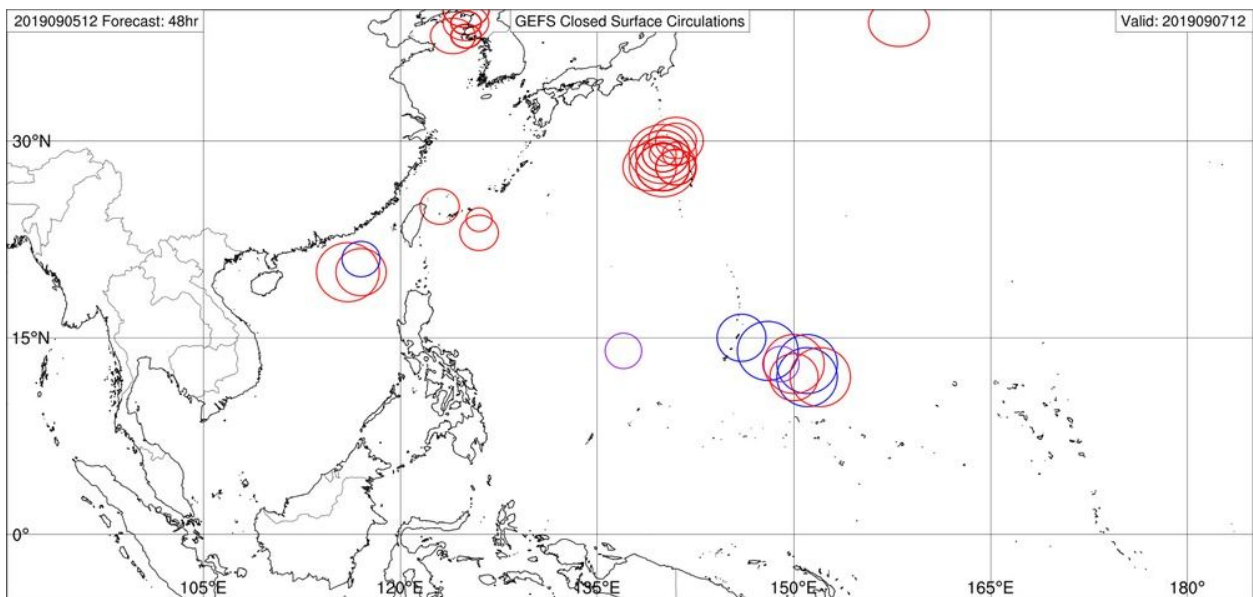 2019090512 Forecast: 48hr
GEFS Closed Surface Circulations
Valid: 2019090712
30°N
15°N
0°
105°E
120°E
135°E
150°E
165°E
180°